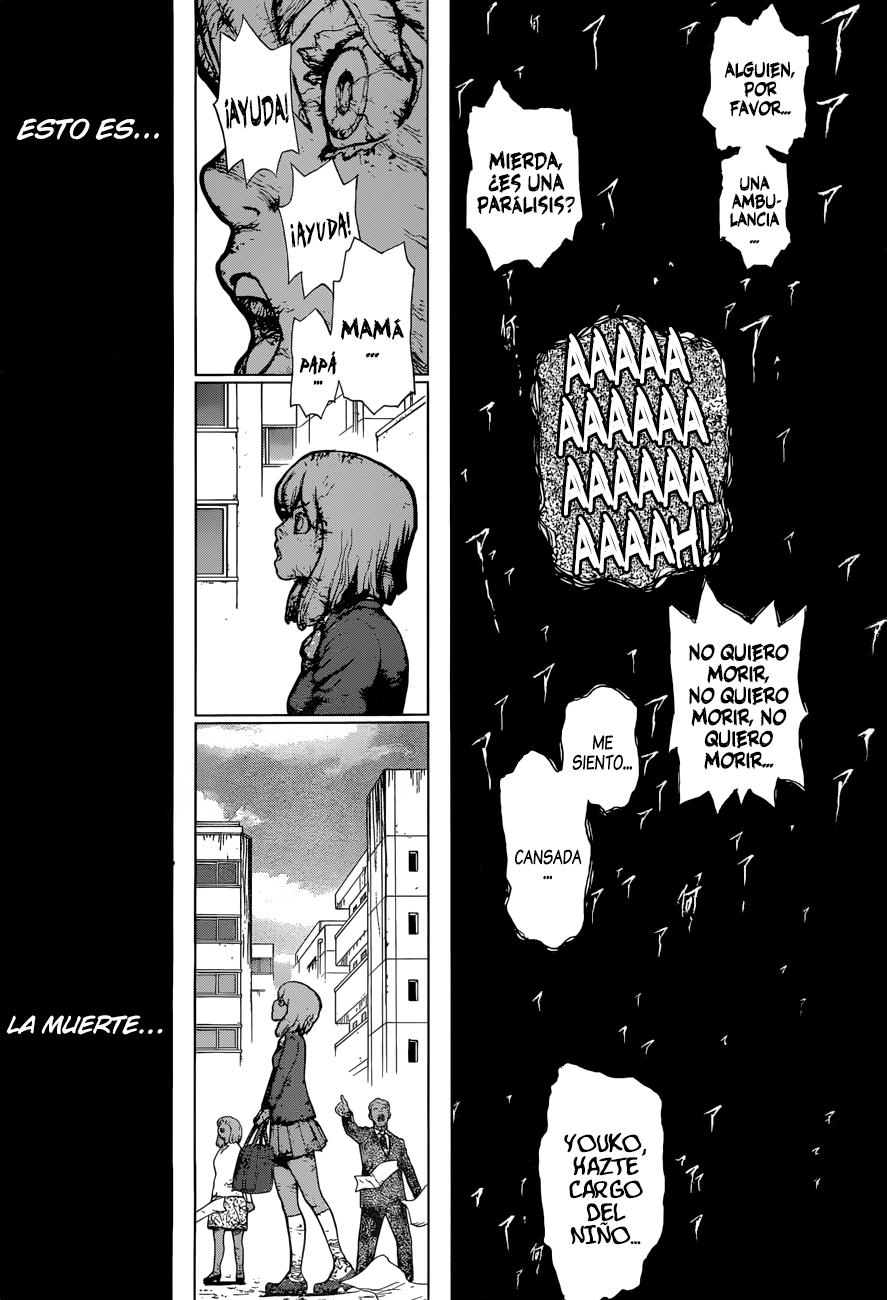 ALGUIEN,
POR
FAVOR...
UNA
AMBU-
LANCIA
...
MIERDA,
¿ES UNA
PARÁLISIS?
AAAAA
AAAAAA
AAAAAA
AAAAH!
NO QUIERO
MORIR,
NO QUIERO
MORIR, NO
QUIERO
MORIR...
ME
SIENTO...
CANSADA
...
YOUKO,
HAZTE
CARGO
DEL
NIÑO...
¡AYUDA!
¡AYUDA!
MAMÁ
...
PAPÁ
...
ESTO ES...
LA MUERTE...